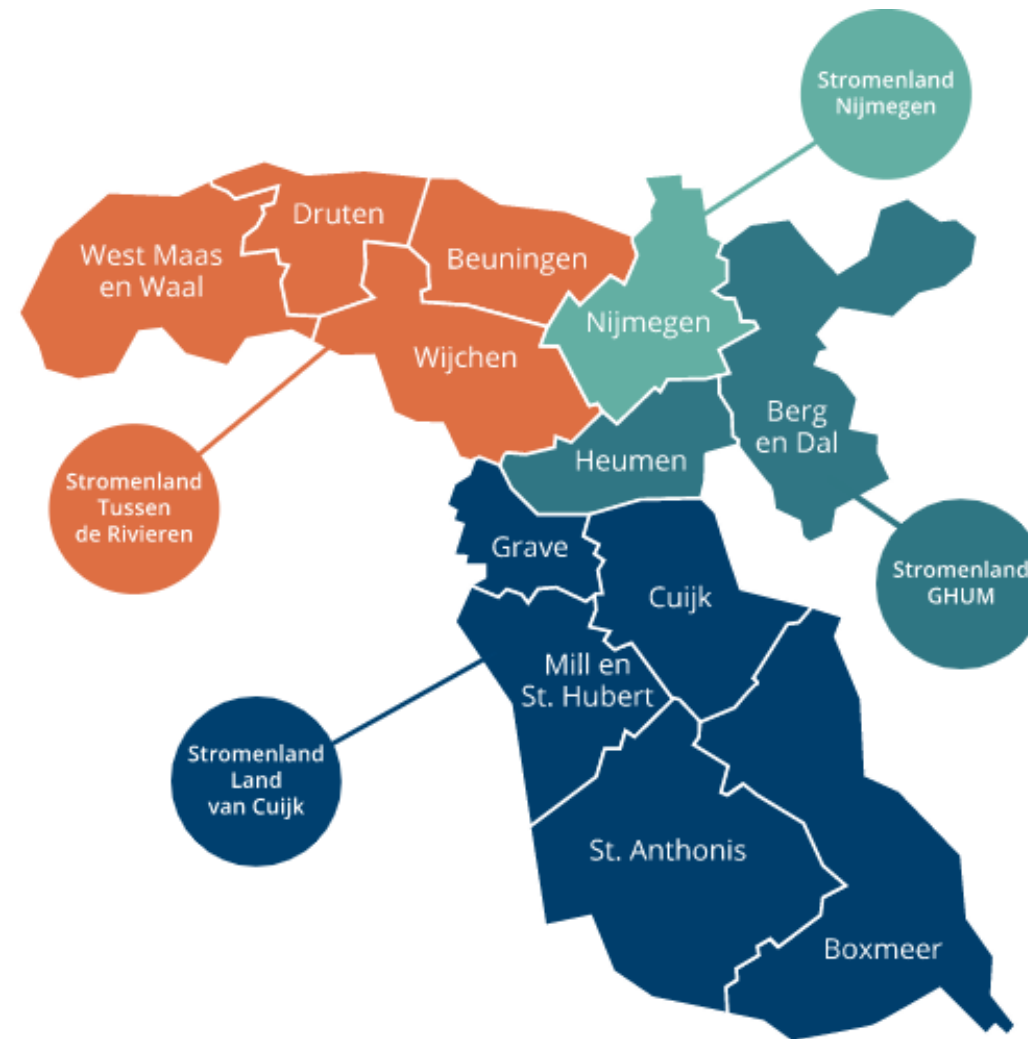 Stromenland
Nijmegen
Druten
West Maas
en Waal
Beuningen
Nijmegen
Wijchen
Berg
en Dal
Heumen
Stromenland
Tussen
de Rivieren
Grave
Stromenland
GHUM
Cuijk
Mill en
St. Hubert
Stromenland
Land
van Cuijk
St. Anthonis
Boxmeer